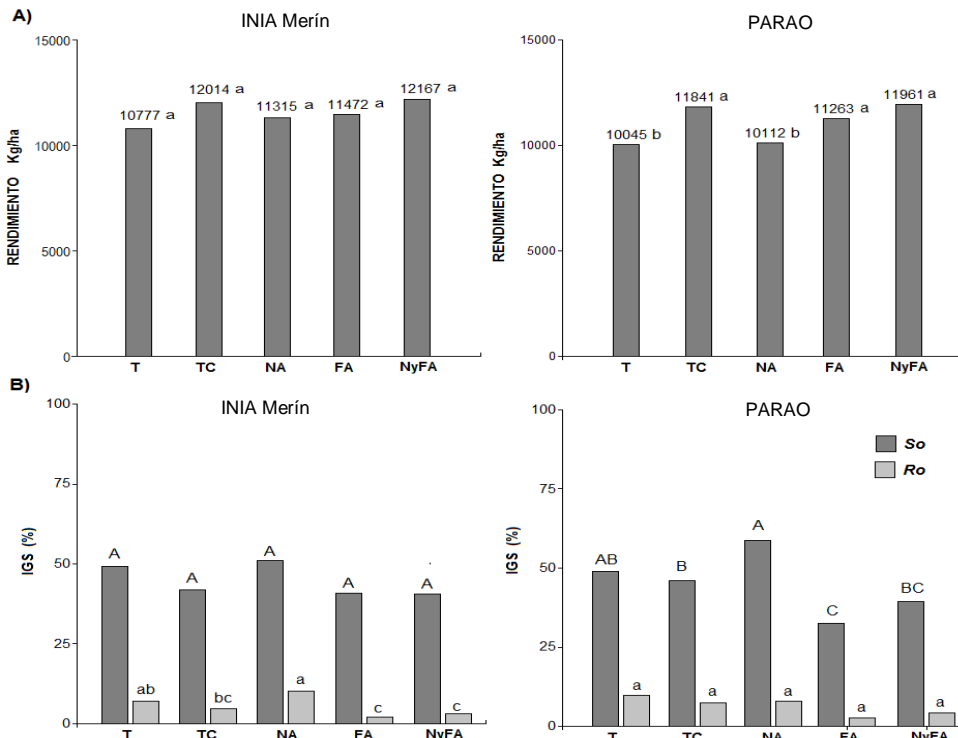 A)
INIA Merín
PARAO
RENDIMIENTO Kg/ha
15000
10000
5000
0
10777 a
12014 a
11315 a
11472 a
12167 a
T TC NA FA NyFA
RENDIMIENTO Kg/ha
15000
10000
5000
0
10045 b
11841 a
10112 b
11263 a
11961 a
T TC NA FA NyFA
B)
INIA Merín
PARAO
IGS (%)
100
75
50
25
0
A A A A A
ab bc a c c
T TC NA FA NyFA
IGS (%)
100
75
50
25
0
So
Ro
AB B A C BC
a a a a a
T TC NA FA NyFA